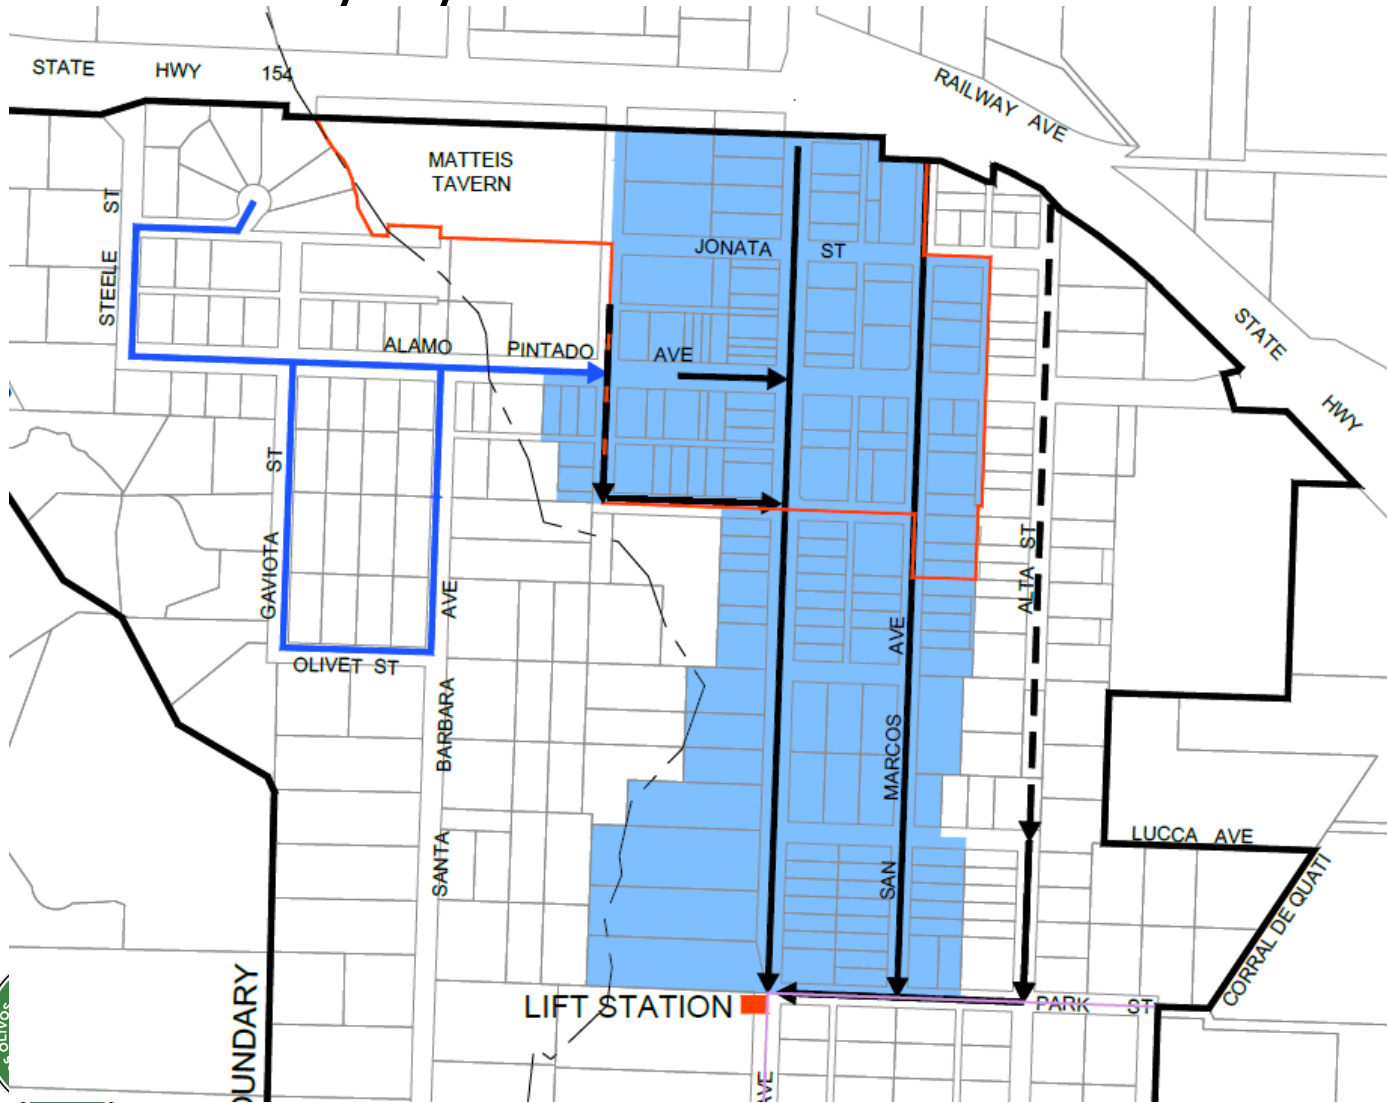 STATE HWY 154
RAILWAY AVE
MATTEIS
TAVERN
STEELE ST
JONATA ST
STATE HWY
ALAMO PINTADO AVE
GAVIOTA ST
OLIVET ST
SANTA BARBARA AVE
SAN MARCOS AVE
ALTA ST
LUCCA AVE
CORRAL DE QUATI
LIFT STATION
PARK ST
AVE
OUNDARY
OLIVOS